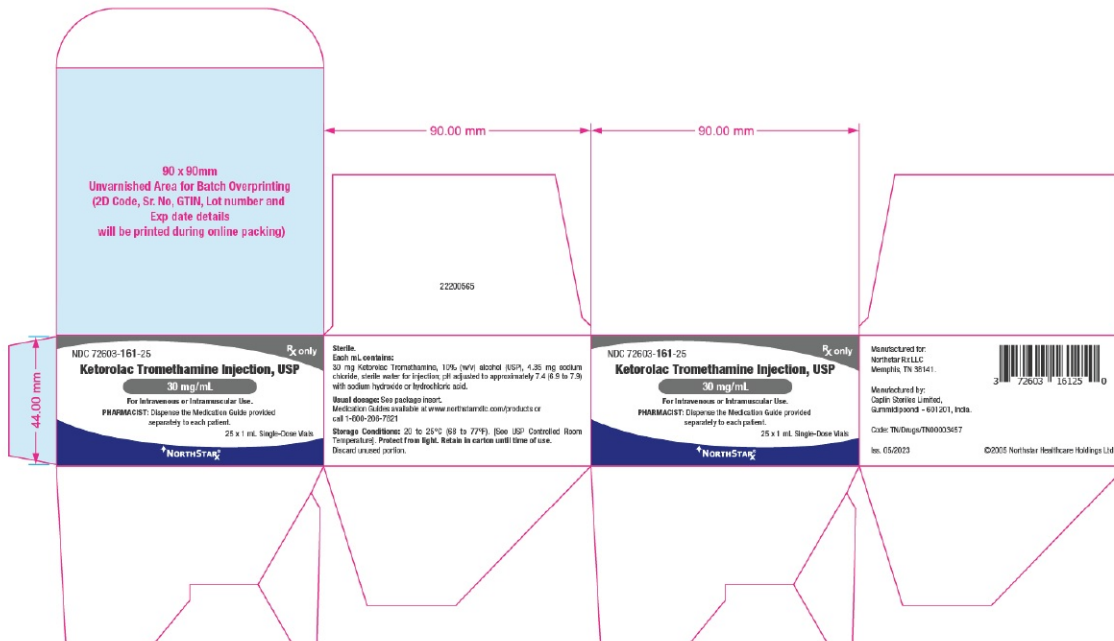 90 x 90mm
Unvarnished Area for Batch Overprinting
(2D Code, Sr. No, GTIN, Lot number and
Exp date details
will be printed during online packing)
90.00 mm
90.00 mm
22200565
44.00 mm
NDC 72603-161-25
Rx only
Ketorolac Tromethamine Injection, USP
30 mg/mL
For Intravenous or Intramuscular Use.
PHARMACIST: Dispense the Medication Guide provided
separately to each patient.
25 x 1 mL Single-Dose Vials
NORTHSTAR
Sterile.
Each mL contains:
30 mg Ketorolac Tromethamine, 10% (w/v) alcohol (USP), 4.35 mg sodium
chloride, sterile water for injection; pH adjusted to approximately 7.4 (6.9 to 7.9)
with sodium hydroxide or hydrochloric acid.
Usual dosage: See package insert.
Medication Guides available at www.northstarrxllc.com/products or
call 1-800-206-7821
Storage Conditions: 20 to 25°C (68 to 77°F). [See USP Controlled Room
Temperature]. Protect from light. Retain in carton until time of use.
Discard unused portion.
NDC 72603-161-25
Rx only
Ketorolac Tromethamine Injection, USP
30 mg/mL
For Intravenous or Intramuscular Use.
PHARMACIST: Dispense the Medication Guide provided
separately to each patient.
25 x 1 mL Single-Dose Vials
NORTHSTAR
Manufactured for:
Northstar Rx LLC
Memphis, TN 38141.
Manufactured by:
Caplin Steriles Limited,
Gummidipoondi - 601201, India.
Code: TN/Drugs/TN00003457
Iss. 05/2023
3 72603 16125 0
©2005 Northstar Healthcare Holdings Ltd